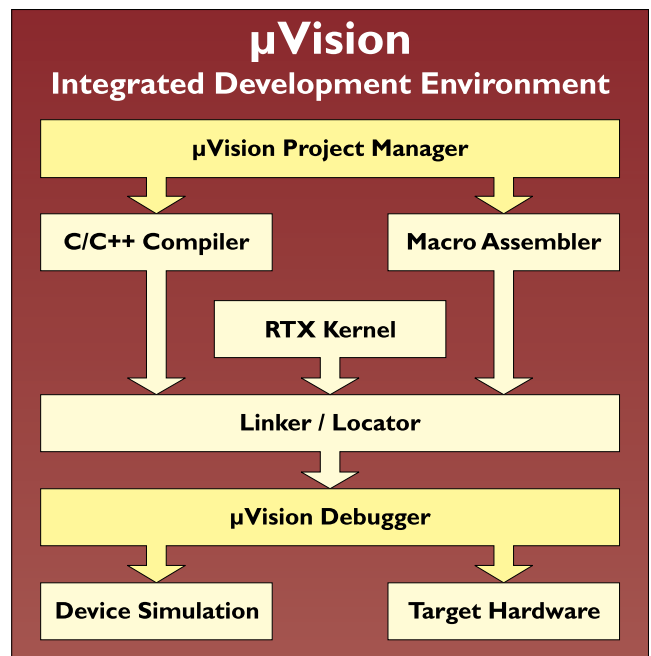 µVision
Integrated Development Environment
µVision Project Manager
C/C++ Compiler
Macro Assembler
RTX Kernel
Linker / Locator
µVision Debugger
Device Simulation
Target Hardware